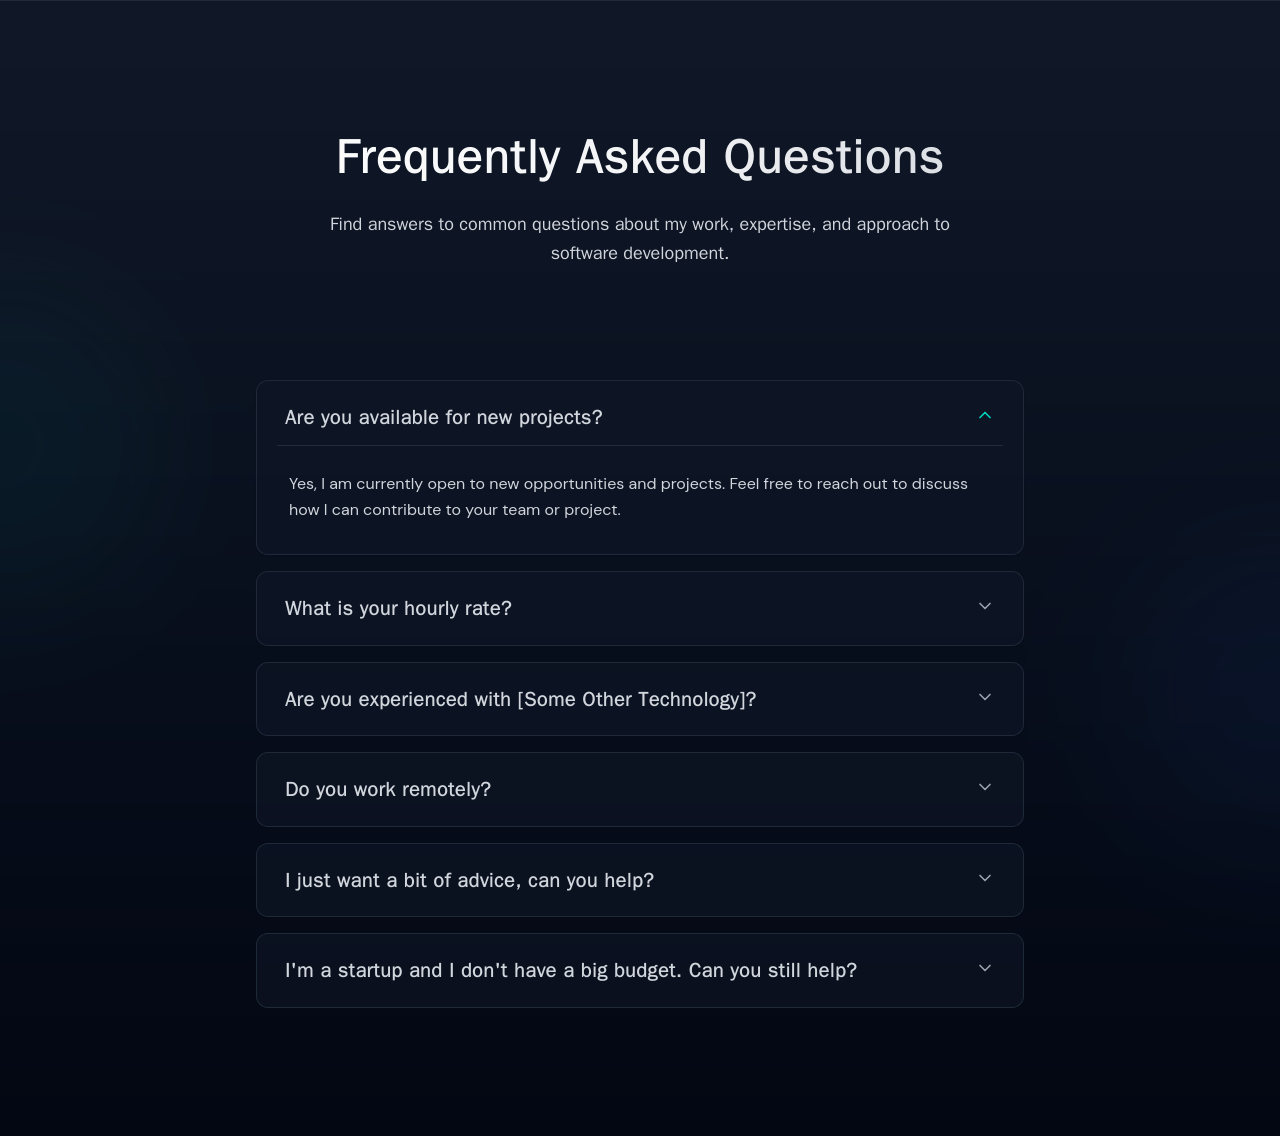 Frequently Asked Questions
Find answers to common questions about my work, expertise, and approach to
software development.
Are you available for new projects?
Yes, I am currently open to new opportunities and projects. Feel free to reach out to discuss
how I can contribute to your team or project.
What is your hourly rate?
Are you experienced with [Some Other Technology]?
Do you work remotely?
I just want a bit of advice, can you help?
I'm a startup and I don't have a big budget. Can you still help?